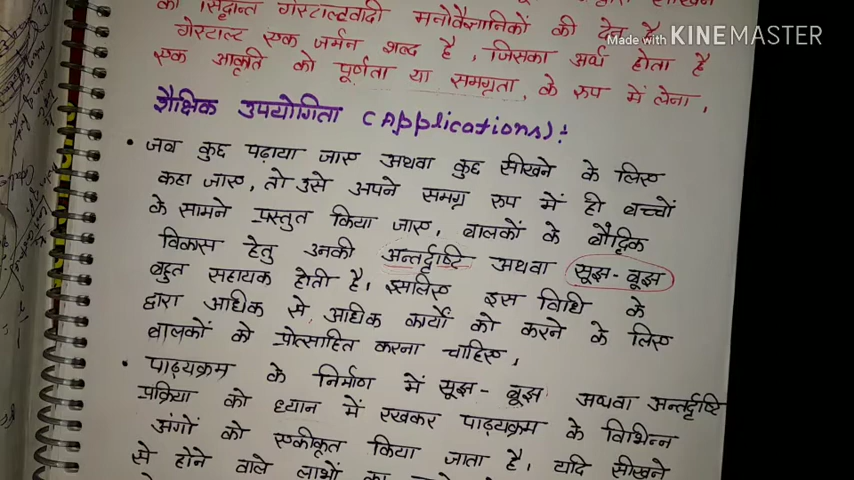 का सिद्धान्त गेस्टाल्टवादी मनोवैज्ञानिकों की देन है
गेस्टाल्ट एक जर्मन शब्द है, जिसका अर्थ होता है
एक आकृति को पूर्णता या समग्रता, के रूप में लेना,
Made with KINEMASTER
शैक्षिक उपयोगिता (Applications):
• जब कुछ पढ़ाया जाए अथवा कुछ सीखने के लिए
कहा जाए, तो उसे अपने समग्र रूप में ही बच्चों
के सामने प्रस्तुत किया जाए, बालकों के बौद्धिक
विकास हेतु उनकी अन्तर्दृष्टि अथवा सूझ-बूझ
बहुत सहायक होती है, इसलिए इस विधि के
द्वारा अधिक से, अधिक कार्यों को करने के लिए
बालकों को प्रोत्साहित करना चाहिए,
• पाठ्यक्रम के निर्माण में सूझ-बूझ अथवा अन्तर्दृष्टि
प्रक्रिया को ध्यान में रखकर पाठ्यक्रम के विभिन्न
अंगों को एकीकृत किया जाता है, यदि सीखने
से होने वाले लाभों का